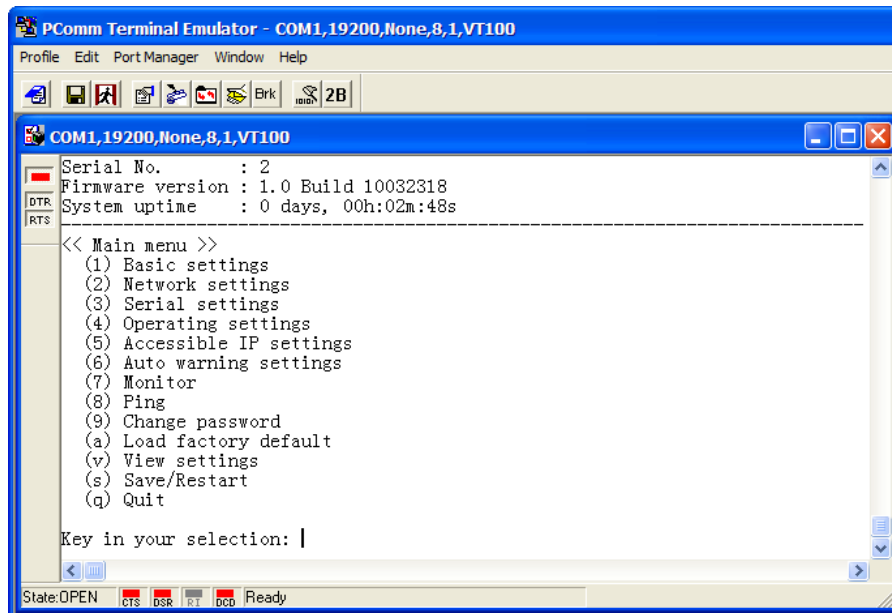 PComm Terminal Emulator - COM1,19200,None,8,1,VT100
Profile Edit Port Manager Window Help
Brk 2B
COM1,19200,None,8,1,VT100
Serial No. : 2
Firmware version : 1.0 Build 10032318
System uptime : 0 days, 00h:02m:48s
--------------------------------------------------------------------------------
<< Main menu >>
(1) Basic settings
(2) Network settings
(3) Serial settings
(4) Operating settings
(5) Accessible IP settings
(6) Auto warning settings
(7) Monitor
(8) Ping
(9) Change password
(a) Load factory default
(v) View settings
(s) Save/Restart
(q) Quit
Key in your selection:
DTR
RTS
State:OPEN CTS DSR RI DCD Ready